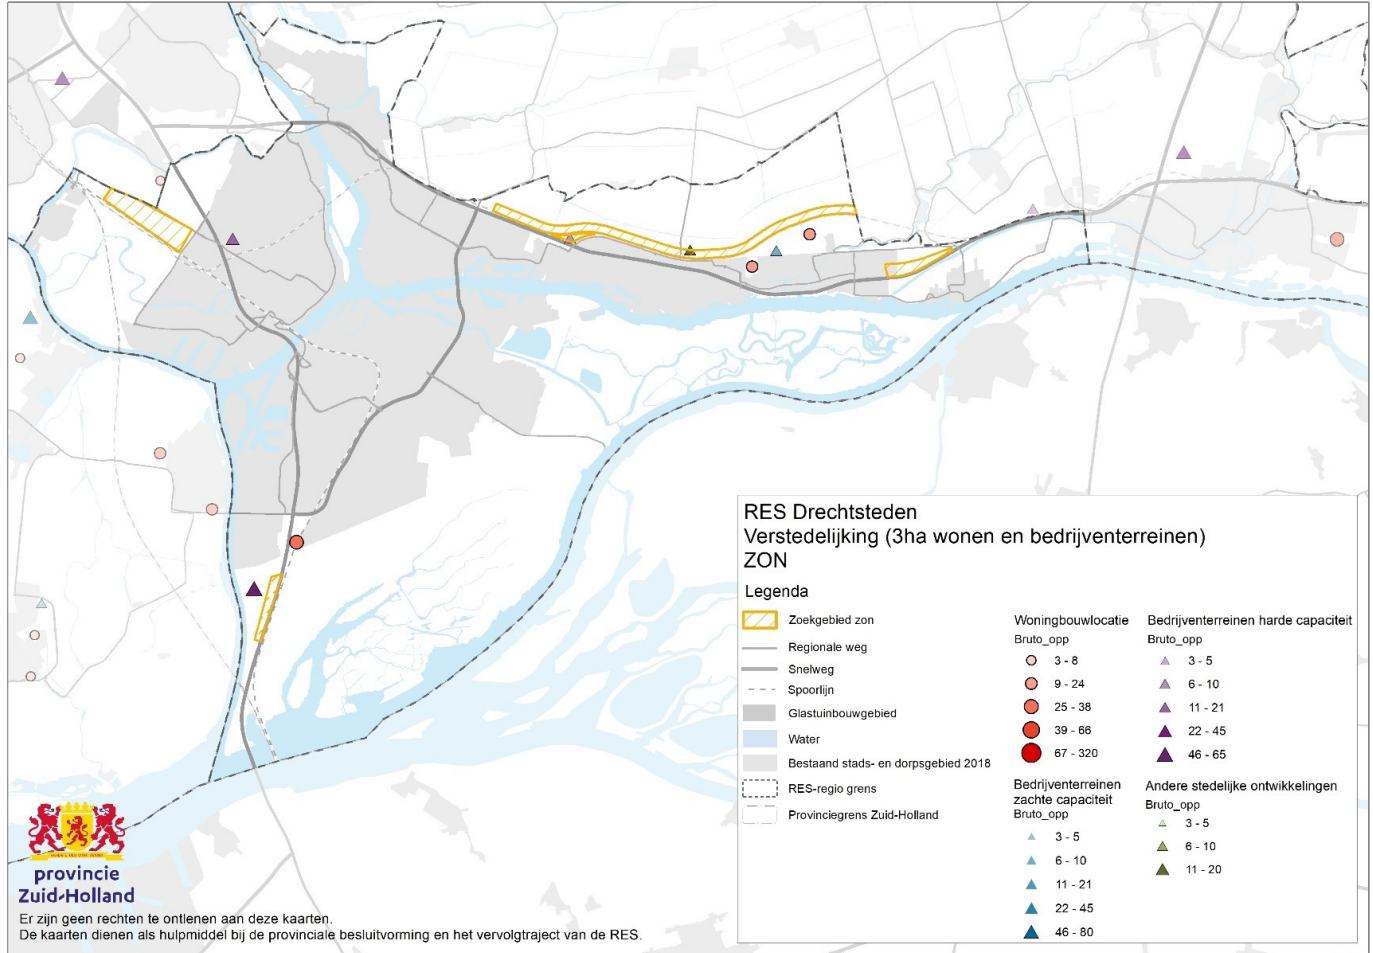 RES Drechtsteden
Verstedelijking (3ha wonen en bedrijventerreinen)
ZON
Legenda
Zoekgebied zon
Regionale weg
Snelweg
Spoorlijn
Glastuinbouwgebied
Water
Bestaand stads- en dorpsgebied 2018
RES-regio grens
Provinciegrens Zuid-Holland
Woningbouwlocatie
Bruto_opp
3 - 8
9 - 24
25 - 38
39 - 66
67 - 320
Bedrijventerreinen harde capaciteit
Bruto_opp
3 - 5
6 - 10
11 - 21
22 - 45
46 - 65
Bedrijventerreinen
zachte capaciteit
Bruto_opp
3 - 5
6 - 10
11 - 21
22 - 45
46 - 80
Andere stedelijke ontwikkelingen
Bruto_opp
3 - 5
6 - 10
11 - 20
provincie
Zuid-Holland
Er zijn geen rechten te ontlenen aan deze kaarten.
De kaarten dienen als hulpmiddel bij de provinciale besluitvorming en het vervolgtraject van de RES.